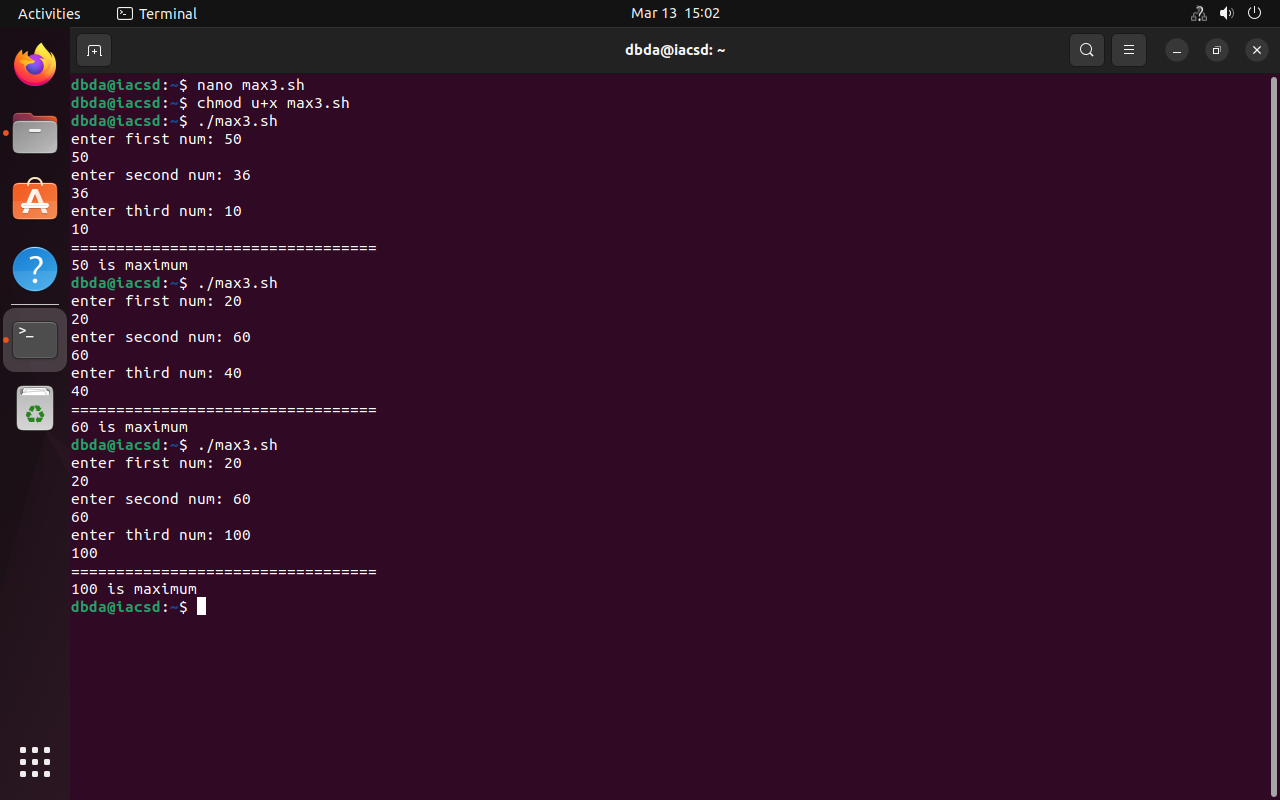 Activities Terminal Mar 13 15:02
dbda@iacsd: ~
dbda@iacsd:~$ nano max3.sh
dbda@iacsd:~$ chmod u+x max3.sh
dbda@iacsd:~$ ./max3.sh
enter first num: 50
50
enter second num: 36
36
enter third num: 10
10
==================================
50 is maximum
dbda@iacsd:~$ ./max3.sh
enter first num: 20
20
enter second num: 60
60
enter third num: 40
40
==================================
60 is maximum
dbda@iacsd:~$ ./max3.sh
enter first num: 20
20
enter second num: 60
60
enter third num: 100
100
==================================
100 is maximum
dbda@iacsd:~$